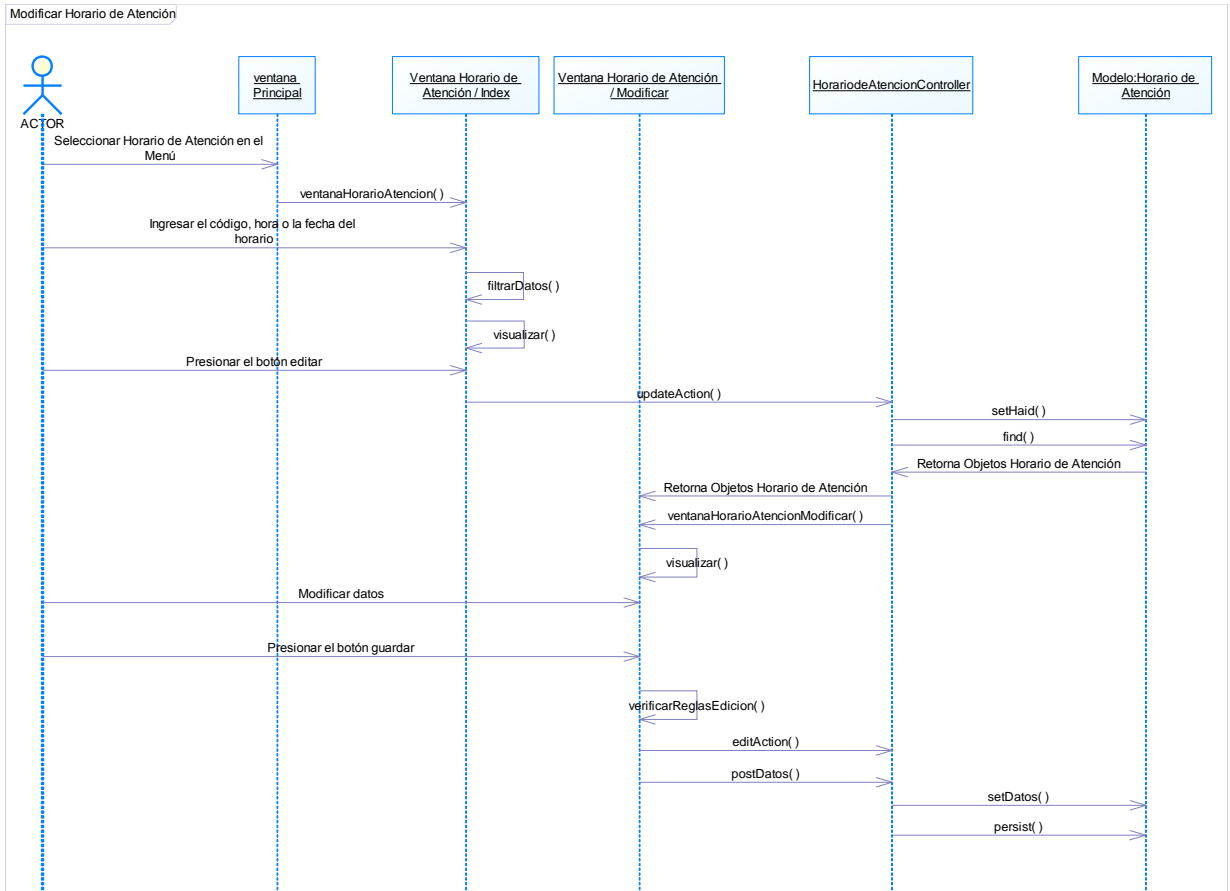 Modificar Horario de Atención
ventana
Principal
Ventana Horario de
Atención / Index
Ventana Horario de Atención
/ Modificar
HorariodeAtencionController
Modelo:Horario de
Atención
ACTOR
Seleccionar Horario de Atención en el
Menú
ventanaHorarioAtencion( )
Ingresar el código, hora o la fecha del
horario
filtrarDatos( )
visualizar( )
Presionar el botón editar
updateAction( )
setHaid( )
find( )
Retorna Objetos Horario de Atención
Retorna Objetos Horario de Atención
ventanaHorarioAtencionModificar( )
visualizar( )
Modificar datos
Presionar el botón guardar
verificarReglasEdicion( )
editAction( )
postDatos( )
setDatos( )
persist( )